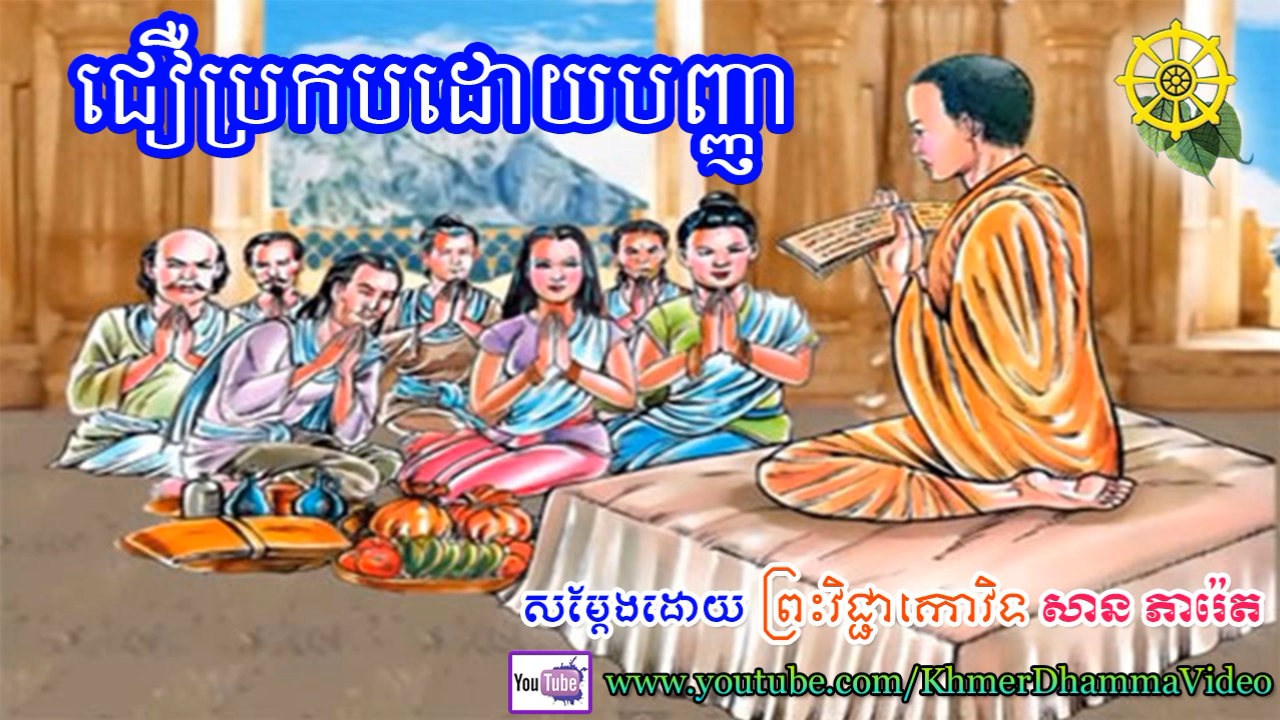 ជឿប្រកបដោយបញ្ញា
សម្តែងដោយ ព្រះវិជ្ជាកោវិទ សាន ភារ៉េត
YouTube www.youtube.com/KhmerDhammaVideo